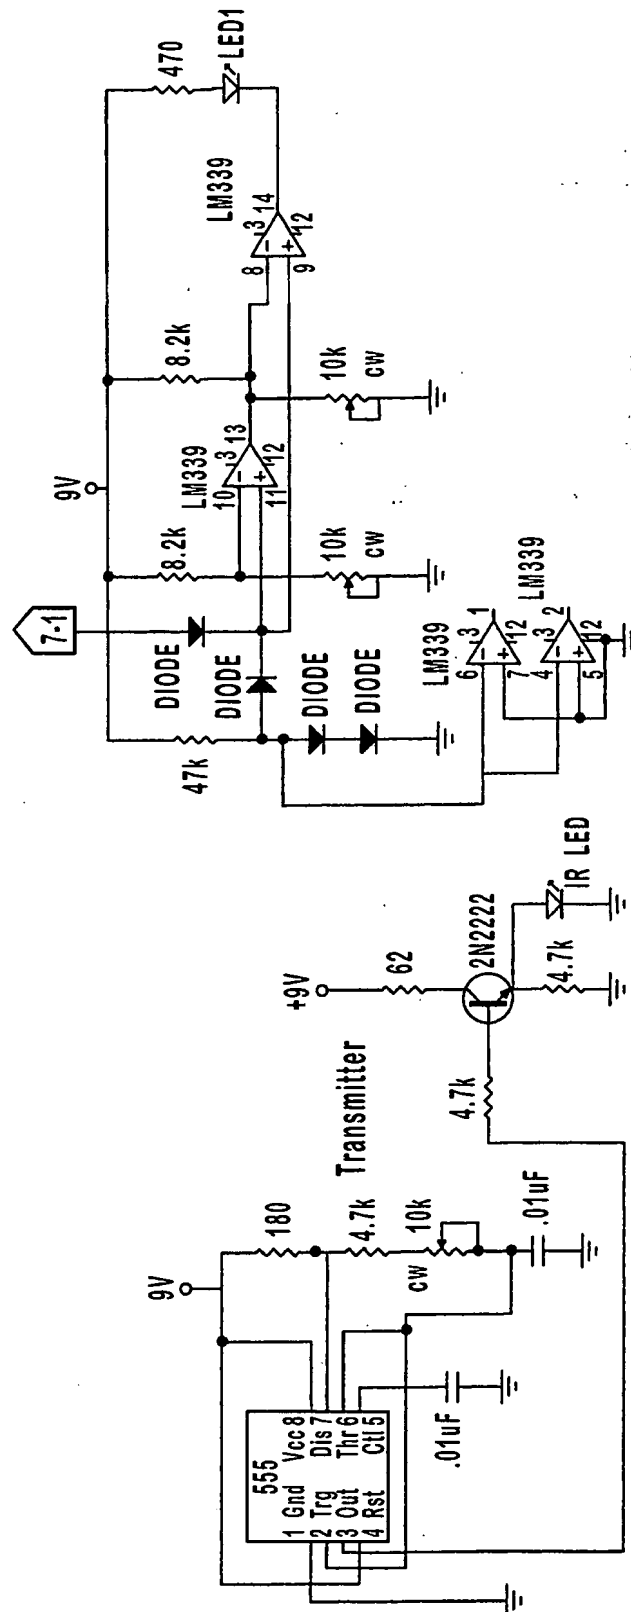 9V
7-1
8.2k
8.2k
470
LED1
LM339
LM339
8
3
14
12
9
10
3
13
12
11
DIODE
DIODE
DIODE
DIODE
47k
10k
cw
10k
cw
LM339
6
3
1
12
7
LM339
4
3
2
12
5
9V
180
555
1 Gnd Vcc 8
2 Trg Dis 7
3 Out Thr 6
4 Rst Ctl 5
4.7k
10k
cw
.01uF
.01uF
Transmitter
+9V
62
2N2222
4.7k
4.7k
IR LED